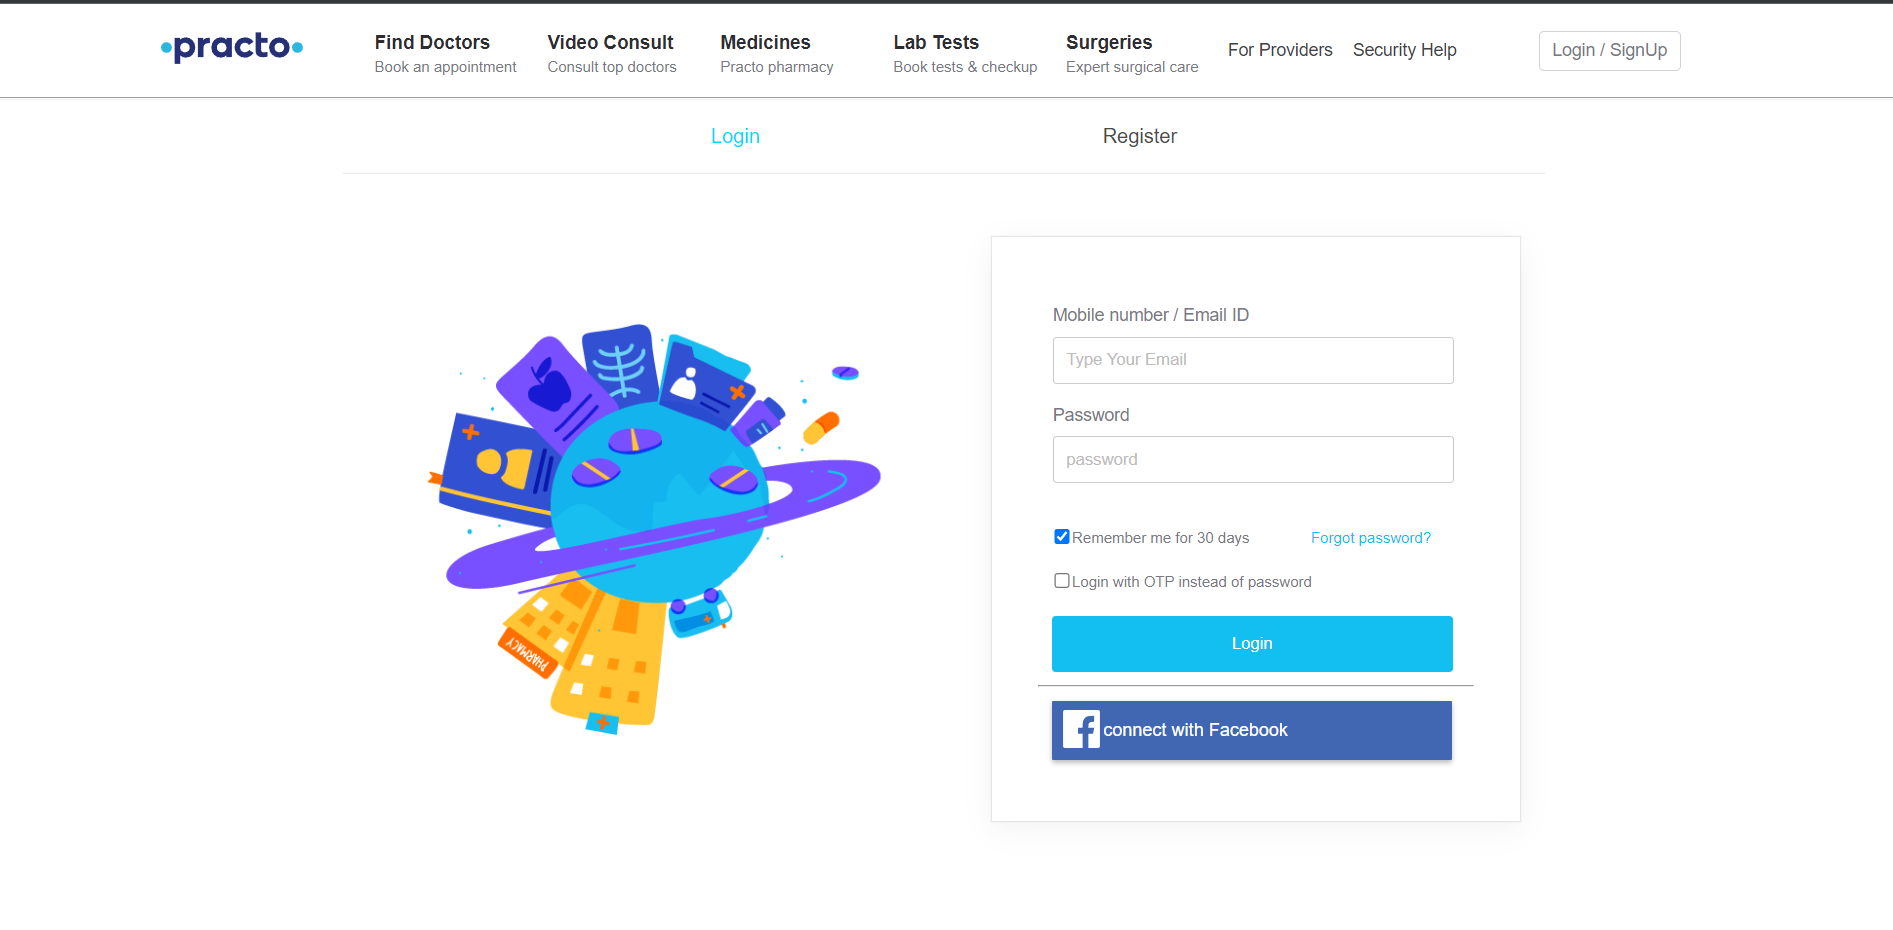 practo
Find Doctors
Book an appointment
Video Consult
Consult top doctors
Medicines
Practo pharmacy
Lab Tests
Book tests & checkup
Surgeries
Expert surgical care
For Providers
Security Help
Login / SignUp
Login
Register
Mobile number / Email ID
Type Your Email
Password
password
Remember me for 30 days
Forgot password?
Login with OTP instead of password
Login
connect with Facebook
PHARMACY